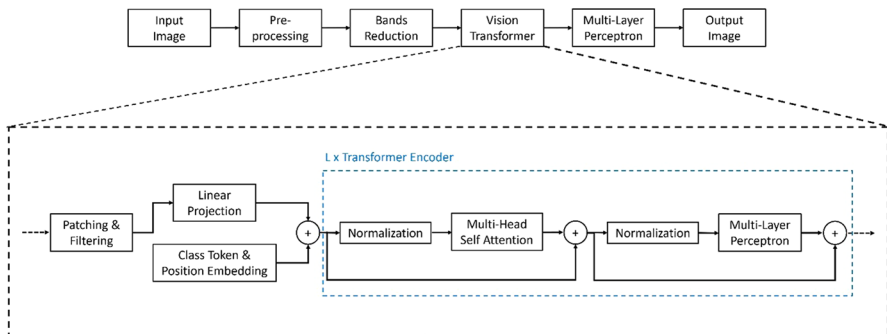 Input
Image
Pre-
processing
Bands
Reduction
Vision
Transformer
Multi-Layer
Perceptron
Output
Image
L x Transformer Encoder
Patching &
Filtering
Linear
Projection
Class Token &
Position Embedding
+
Normalization
Multi-Head
Self Attention
+
Normalization
Multi-Layer
Perceptron
+